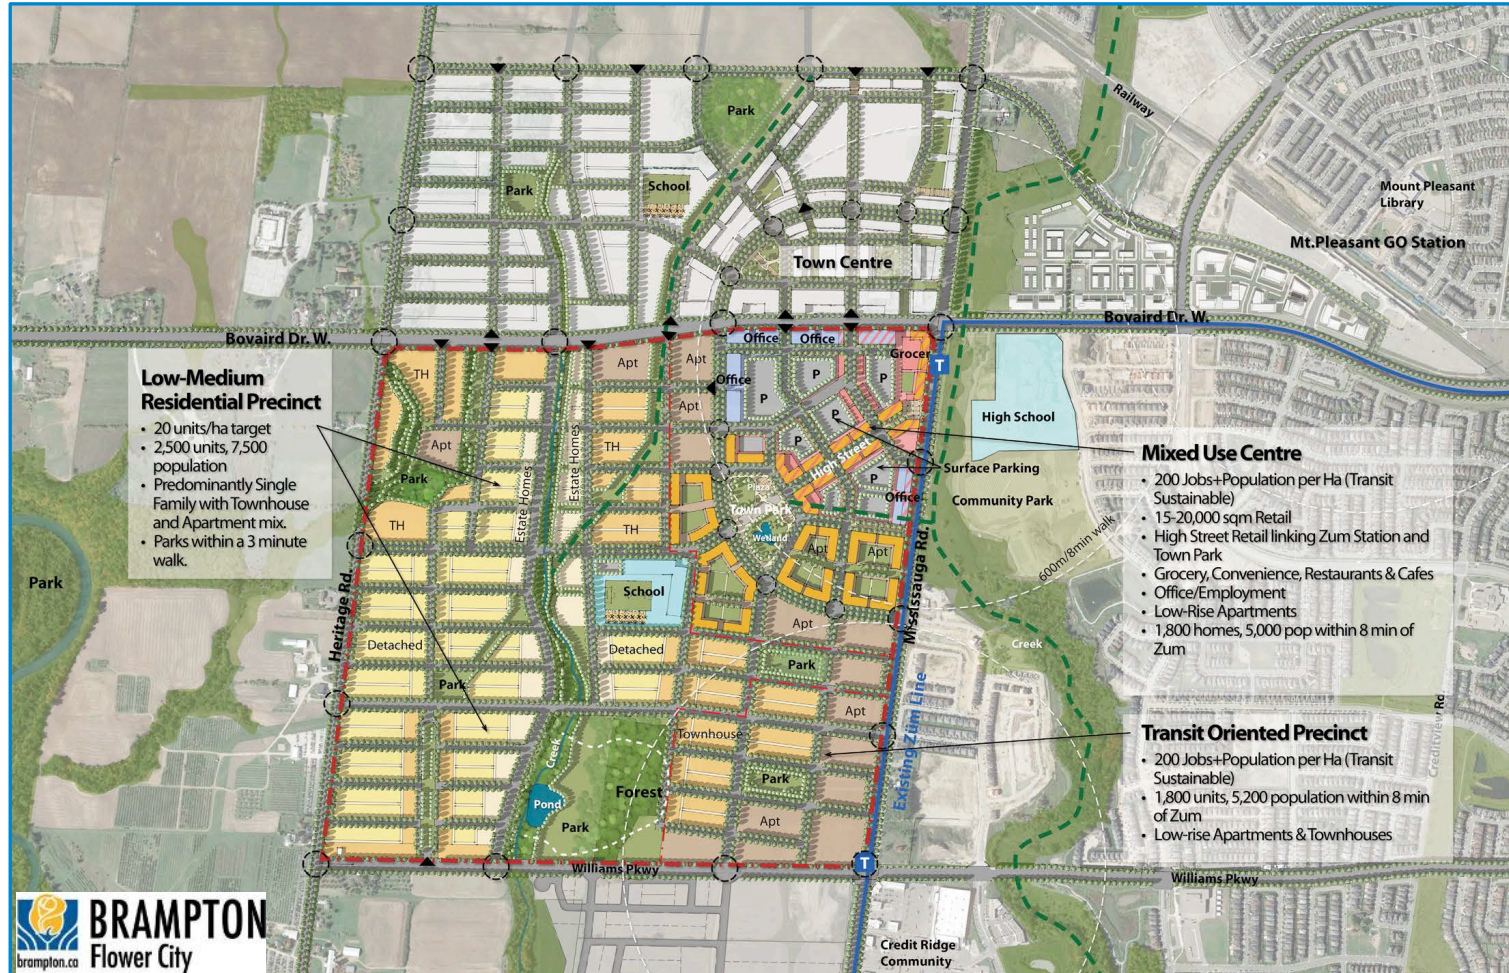 Park
Railway
Park
School
Mount Pleasant
Library
Mt.Pleasant GO Station
Town Centre
Bovaird Dr. W.
Bovaird Dr. W.
Office
Office
Grocer
Apt
Apt
TH
Office
P
P
T
Low-Medium
Residential Precinct
• 20 units/ha target
• 2,500 units, 7,500
population
• Predominantly Single
Family with Townhouse
and Apartment mix.
• Parks within a 3 minute
walk.
P
Apt
High School
Apt
TH
Estate Homes
Estate Homes
P
P
High Street
Surface Parking
Mixed Use Centre
• 200 Jobs+Population per Ha (Transit
Sustainable)
• 15-20,000 sqm Retail
• High Street Retail linking Zum Station and
Town Park
• Grocery, Convenience, Restaurants & Cafes
• Office/Employment
• Low-Rise Apartments
• 1,800 homes, 5,000 pop within 8 min of
Zum
Park
P
Office
Community Park
Plaza
Town Park
Wetland
TH
TH
Apt
Apt
600m/8min walk
Park
Mississauga Rd.
School
Heritage Rd.
Apt
Detached
Detached
Creek
Park
Park
Apt
Existing Zum Line
Creditview Rd
Townhouse
Transit Oriented Precinct
• 200 Jobs+Population per Ha (Transit
Sustainable)
• 1,800 units, 5,200 population within 8 min
of Zum
• Low-rise Apartments & Townhouses
Creek
Park
Forest
Pond
Park
Apt
T
Williams Pkwy
Williams Pkwy
BRAMPTON
brampton.ca
Flower City
Credit Ridge
Community